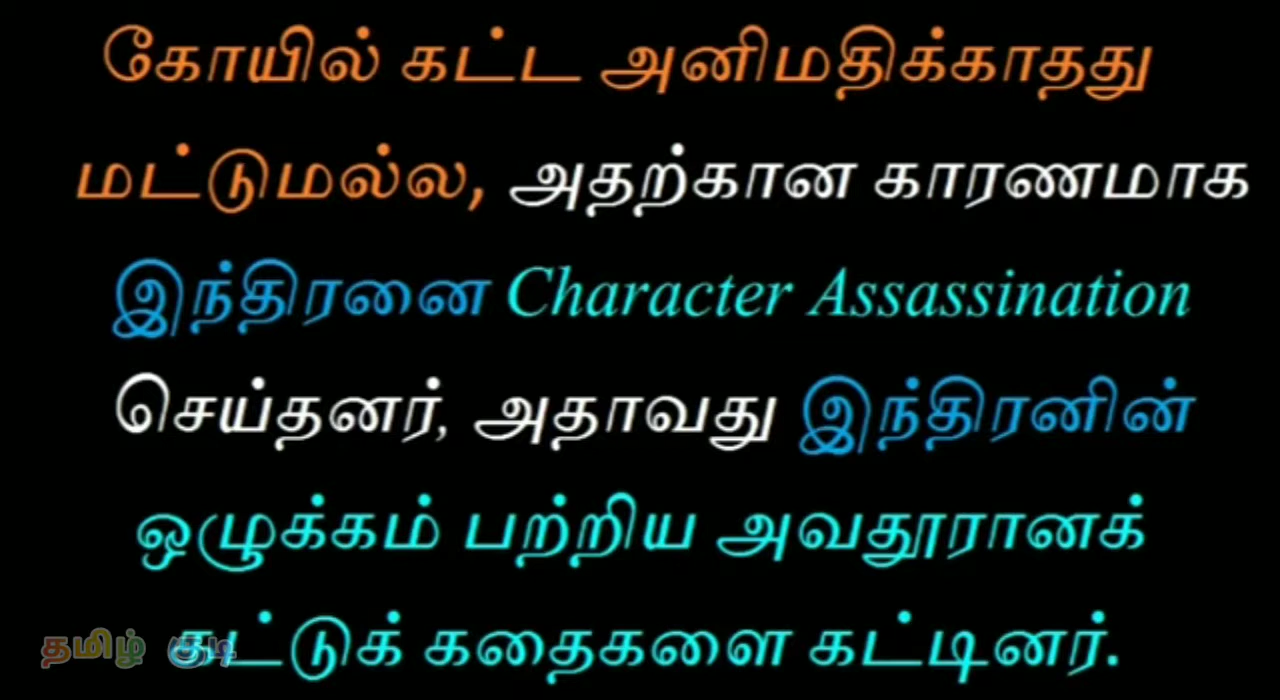 கோயில் கட்ட அனிமதிக்காதது
மட்டுமல்ல, அதற்கான காரணமாக
இந்திரனை Character Assassination
செய்தனர், அதாவது இந்திரனின்
ஒழுக்கம் பற்றிய அவதூரானக்
கட்டுக் கதைகளை கட்டினர்.
தமிழ் குடி